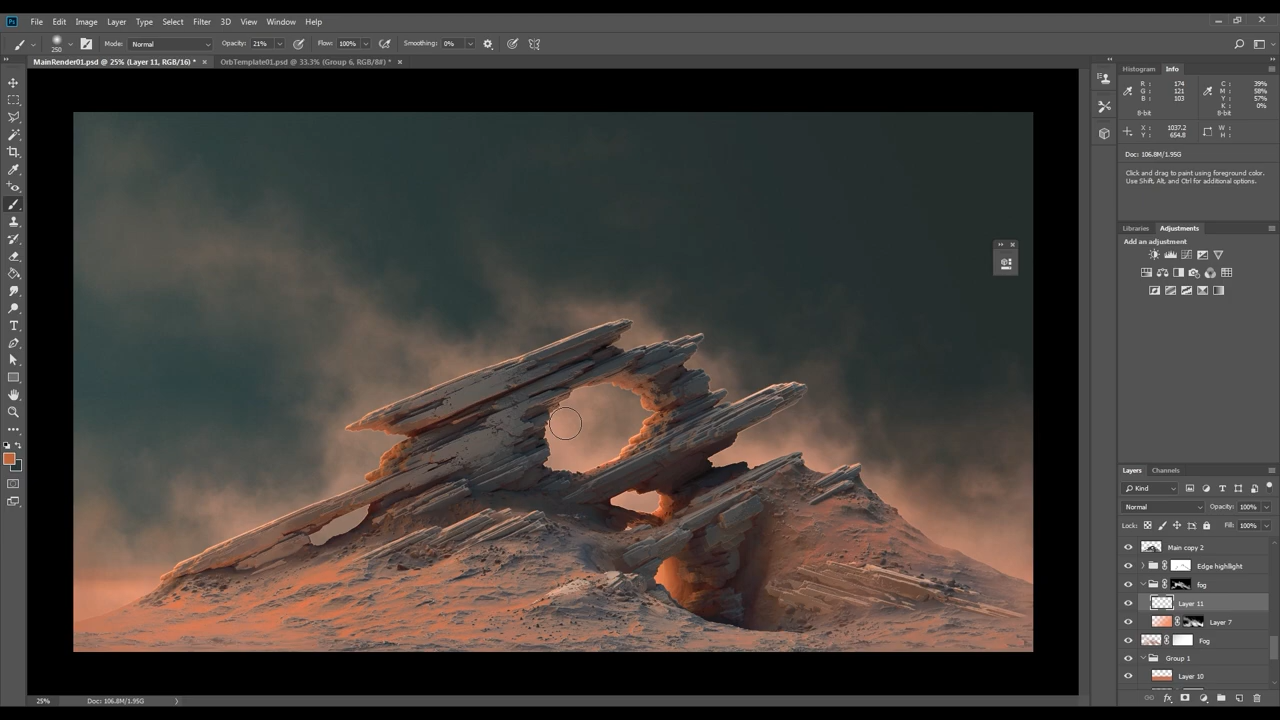 Ps File Edit Image Layer Type Select Filter 3D View Window Help
250 Mode: Normal Opacity: 21% Flow: 100% Smoothing: 0%
MainRender01.psd @ 25% (Layer 11, RGB/16) * × OrbTemplate01.psd @ 33.3% (Group 6, RGB/8#) * ×
Histogram Info
R : 174 C : 39%
G : 121 M : 58%
B : 103 Y : 57%
K : 0%
8-bit 8-bit
X : 1037.2 W :
Y : 654.8 H :
Doc: 106.8M/1.95G
Click and drag to paint using foreground color.
Use Shift, Alt, and Ctrl for additional options.
Libraries Adjustments
Add an adjustment
Layers Channels
Kind
Normal Opacity: 100%
Lock: Fill: 100%
Main copy 2
Edge highllight
fog
Layer 11
Layer 7
Fog
Group 1
Layer 10
25% Doc: 106.8M/1.95G